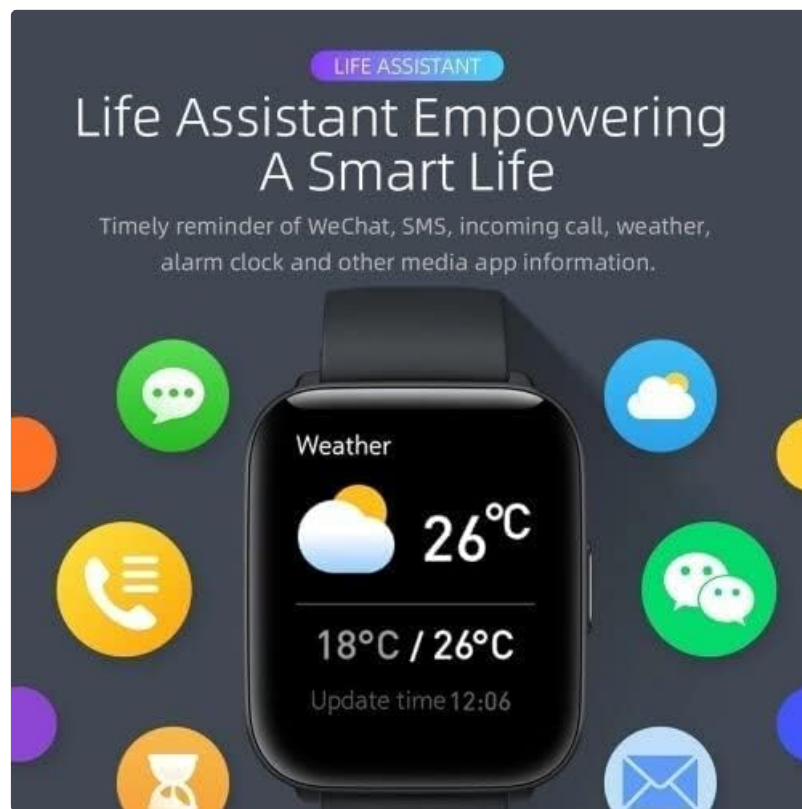 LIFE ASSISTANT
Life Assistant Empowering
A Smart Life
Timely reminder of WeChat, SMS, incoming call, weather,
alarm clock and other media app information.
Weather
26°C
18°C / 26°C
Update time 12:06